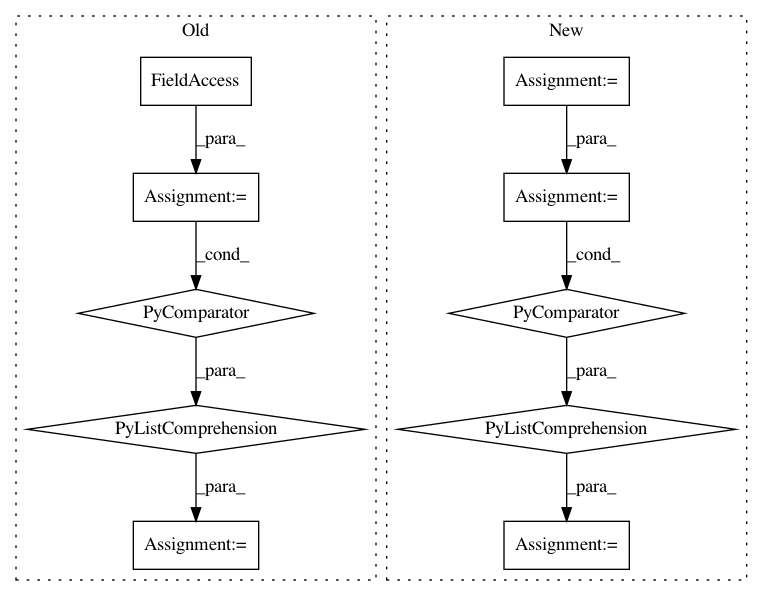 Old
FieldAccess
_para_
Assignment:=
_cond_
PyComparator
_para_
PyListComprehension
_para_
Assignment:=
New
Assignment:=
_para_
Assignment:=
_cond_
PyComparator
_para_
PyListComprehension
_para_
Assignment:=